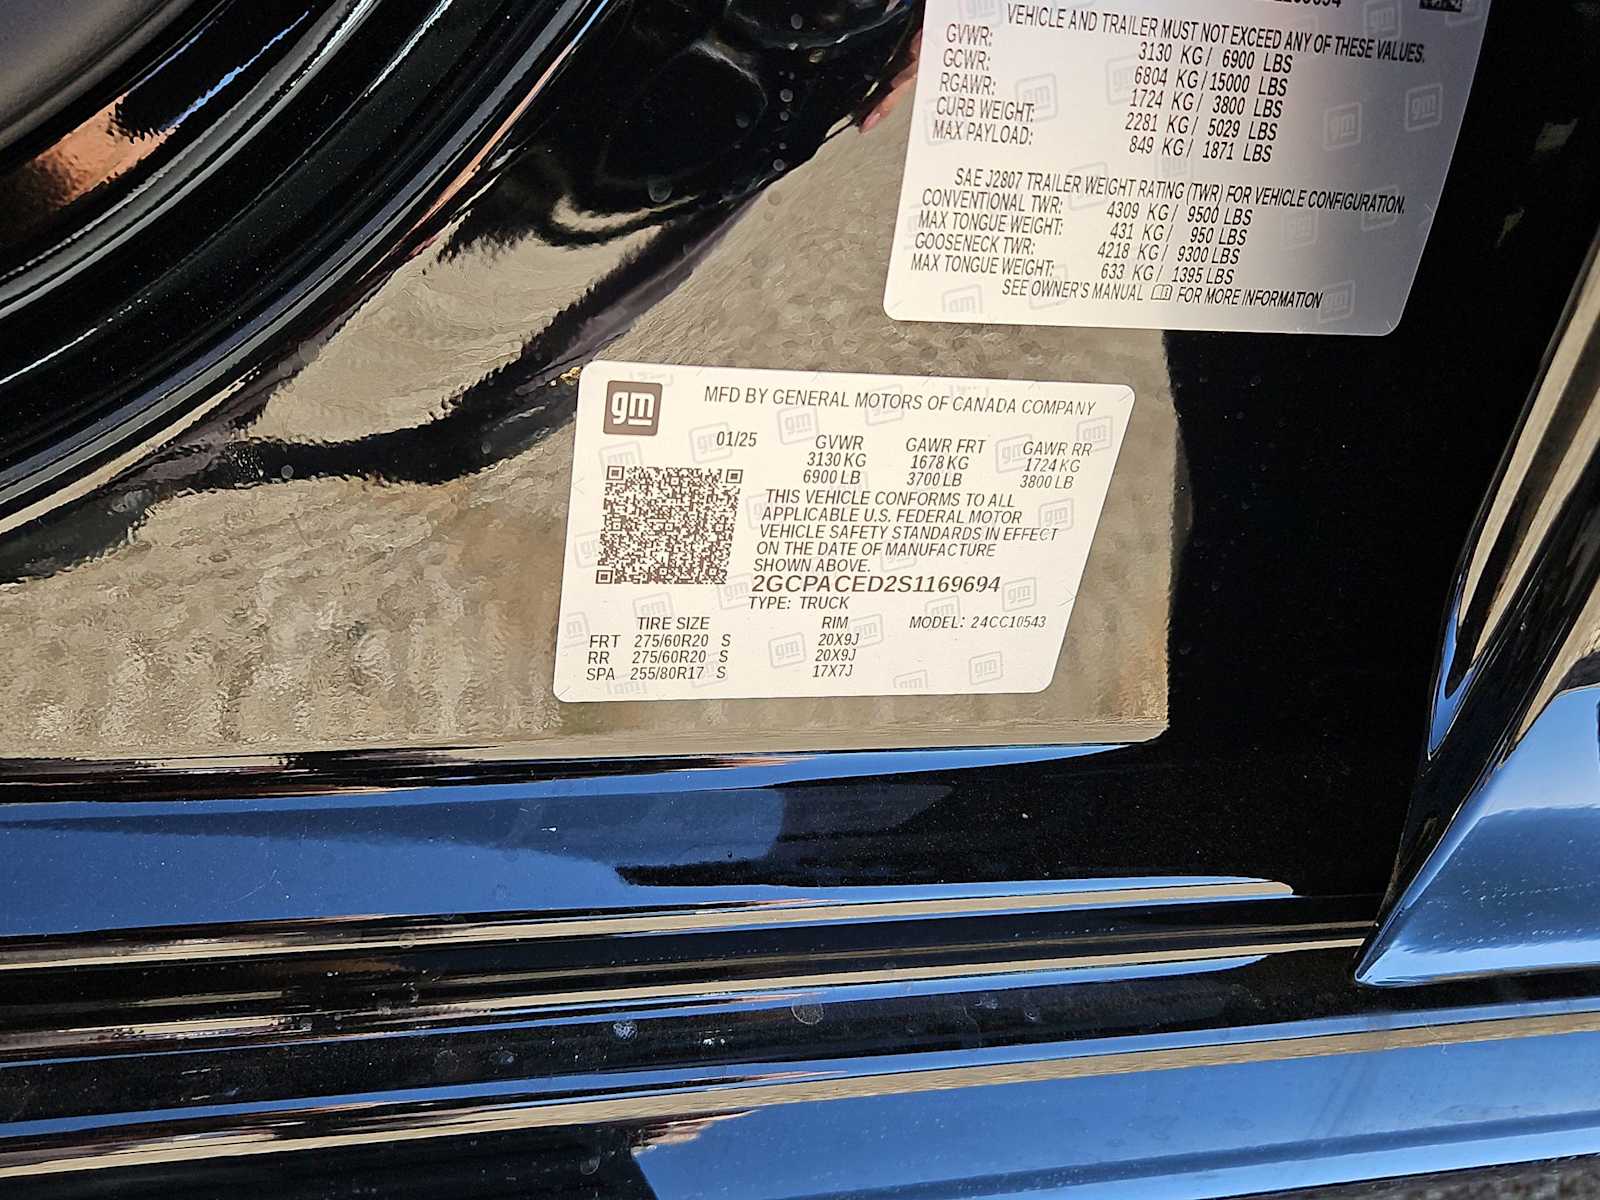 VEHICLE AND TRAILER MUST NOT EXCEED ANY OF THESE VALUES.
GVWR: 3130 KG / 6900 LBS
GCWR: 6804 KG / 15000 LBS
RGAWR: 1724 KG / 3800 LBS
CURB WEIGHT: 2281 KG / 5029 LBS
MAX PAYLOAD: 849 KG / 1871 LBS
SAE J2807 TRAILER WEIGHT RATING (TWR) FOR VEHICLE CONFIGURATION.
CONVENTIONAL TWR: 4309 KG / 9500 LBS
MAX TONGUE WEIGHT: 431 KG / 950 LBS
GOOSENECK TWR: 4218 KG / 9300 LBS
MAX TONGUE WEIGHT: 633 KG / 1395 LBS
SEE OWNER'S MANUAL FOR MORE INFORMATION
gm
MFD BY GENERAL MOTORS OF CANADA COMPANY
01/25 GVWR GAWR FRT GAWR RR
3130 KG 1678 KG 1724 KG
6900 LB 3700 LB 3800 LB
THIS VEHICLE CONFORMS TO ALL
APPLICABLE U.S. FEDERAL MOTOR
VEHICLE SAFETY STANDARDS IN EFFECT
ON THE DATE OF MANUFACTURE
SHOWN ABOVE.
2GCPACED2S1169694
TYPE: TRUCK
TIRE SIZE RIM MODEL: 24CC10543
FRT 275/60R20 S 20X9J
RR 275/60R20 S 20X9J
SPA 255/80R17 S 17X7J